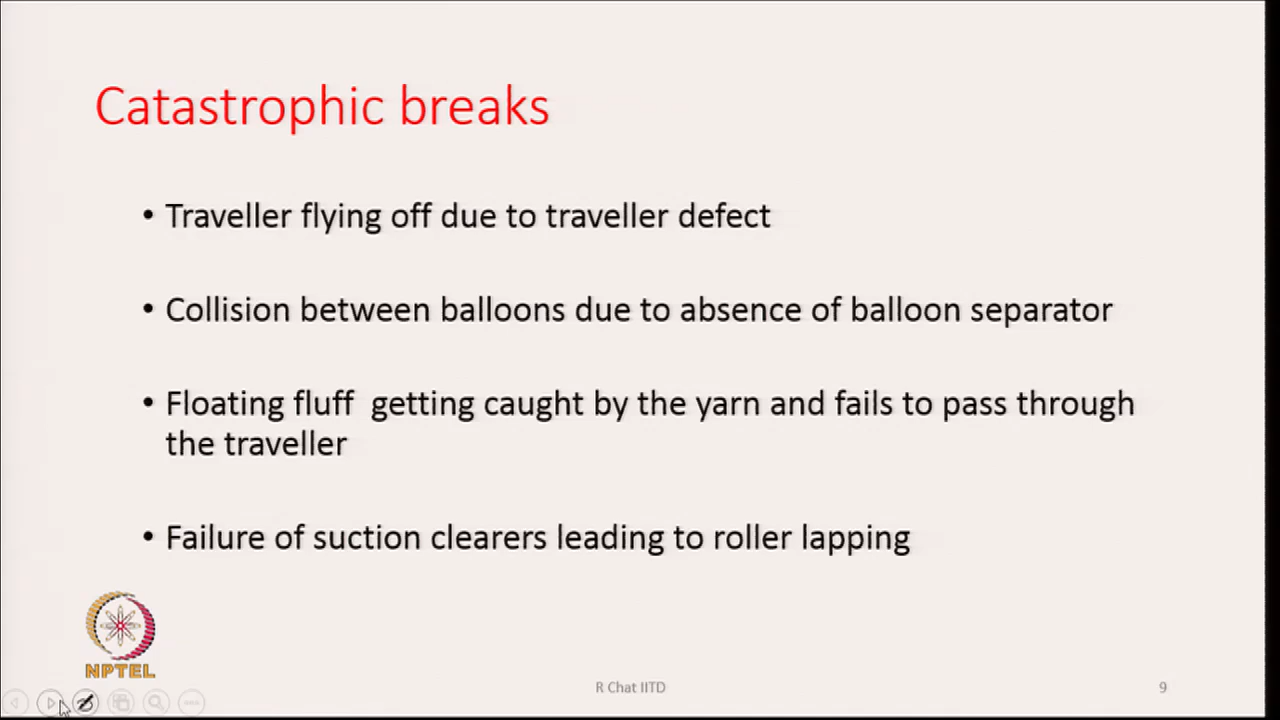 Catastrophic breaks
• Traveller flying off due to traveller defect
• Collision between balloons due to absence of balloon separator
• Floating fluff  getting caught by the yarn and fails to pass through
the traveller
• Failure of suction clearers leading to roller lapping
NPTEL
R Chat IITD
9